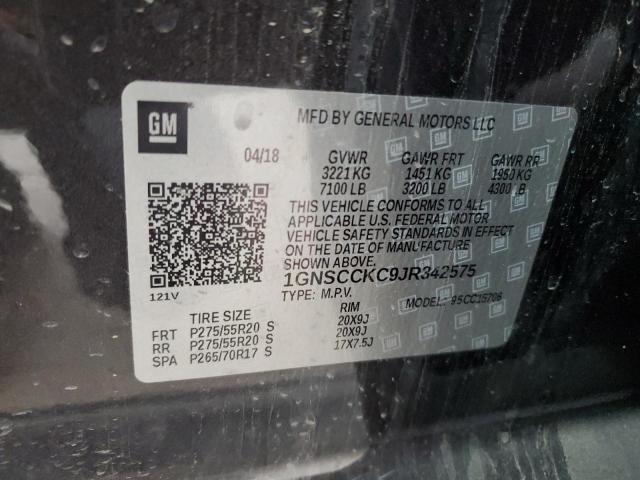 GM
MFD BY GENERAL MOTORS LLC
04/18 GVWR GAWR FRT GAWR RR
3221 KG 1451 KG 1950 KG
7100 LB 3200 LB 4300 LB
THIS VEHICLE CONFORMS TO ALL
APPLICABLE U.S. FEDERAL MOTOR
VEHICLE SAFETY STANDARDS IN EFFECT
ON THE DATE OF MANUFACTURE
SHOWN ABOVE.
1GNSCCKC9JR342575
121V TYPE: M.P.V. MODEL: 95CC15706
TIRE SIZE RIM
FRT P275/55R20 S 20X9J
RR P275/55R20 S 20X9J
SPA P265/70R17 S 17X7.5J